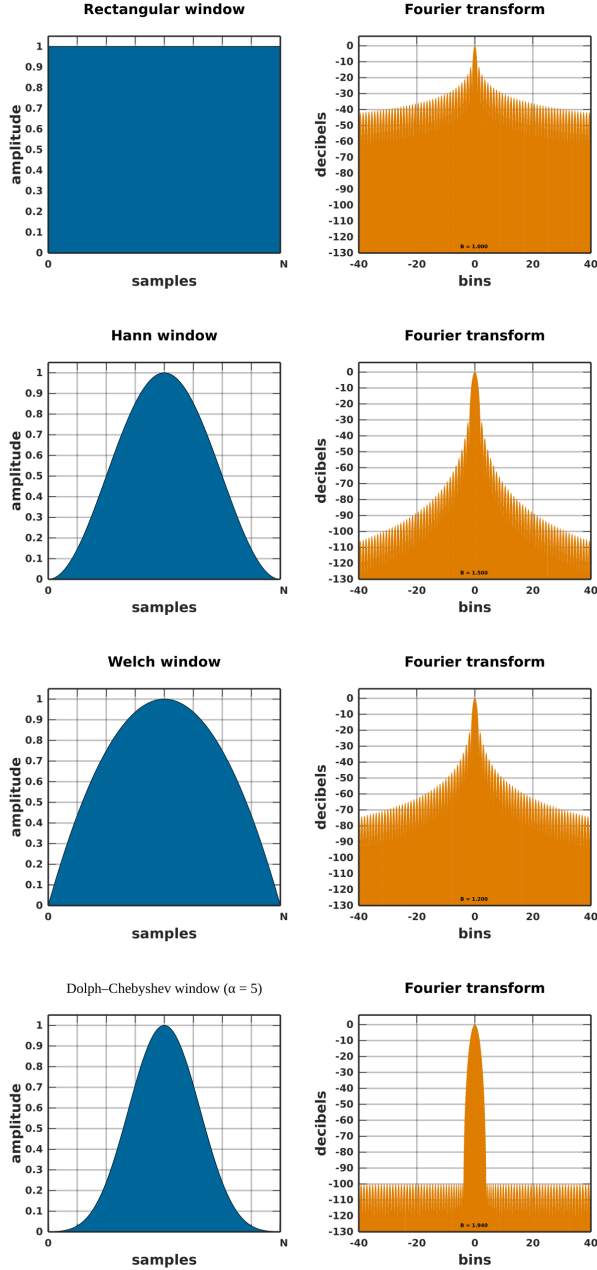 Rectangular window
amplitude
1
0.9
0.8
0.7
0.6
0.5
0.4
0.3
0.2
0.1
0
0 N
samples
Fourier transform
decibels
0
-10
-20
-30
-40
-50
-60
-70
-80
-90
-100
-110
-120
-130
B = 1.000
-40 -20 0 20 40
bins
Hann window
amplitude
1
0.9
0.8
0.7
0.6
0.5
0.4
0.3
0.2
0.1
0
0 N
samples
Fourier transform
decibels
0
-10
-20
-30
-40
-50
-60
-70
-80
-90
-100
-110
-120
-130
B = 1.500
-40 -20 0 20 40
bins
Welch window
amplitude
1
0.9
0.8
0.7
0.6
0.5
0.4
0.3
0.2
0.1
0
0 N
samples
Fourier transform
decibels
0
-10
-20
-30
-40
-50
-60
-70
-80
-90
-100
-110
-120
-130
B = 1.200
-40 -20 0 20 40
bins
Dolph–Chebyshev window (α = 5)
amplitude
1
0.9
0.8
0.7
0.6
0.5
0.4
0.3
0.2
0.1
0
0 N
samples
Fourier transform
decibels
0
-10
-20
-30
-40
-50
-60
-70
-80
-90
-100
-110
-120
-130
B = 1.940
-40 -20 0 20 40
bins